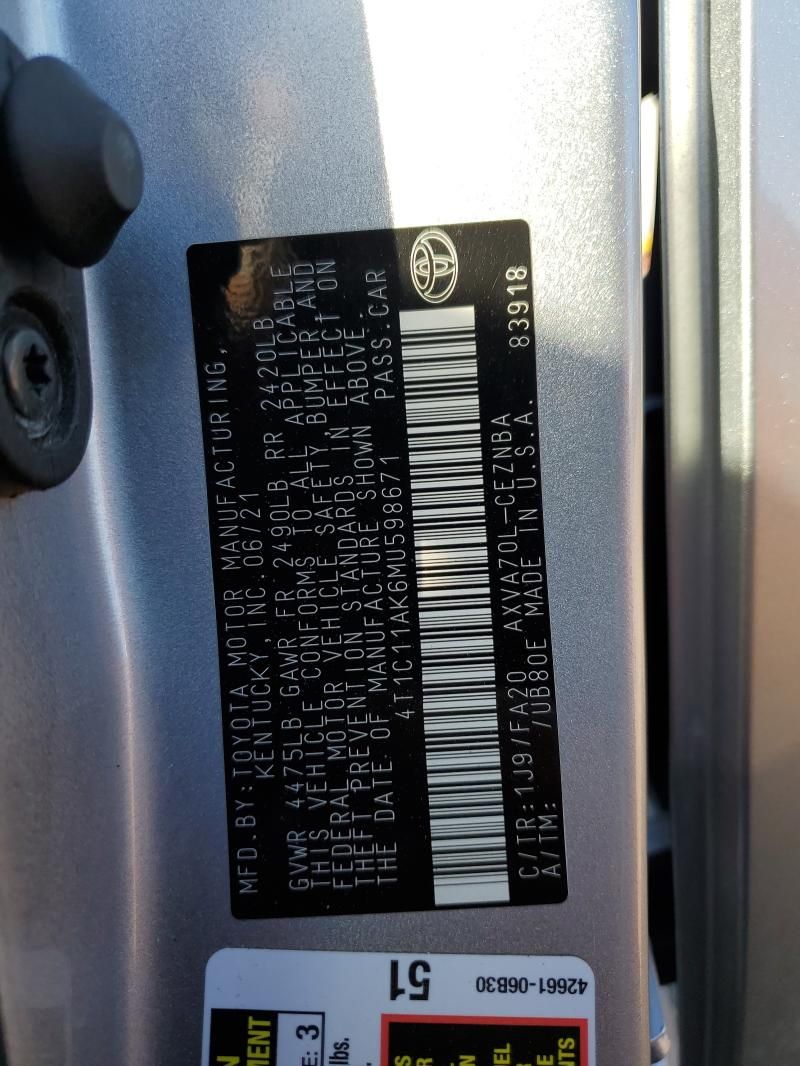 MFD.BY:TOYOTA MOTOR MANUFACTURING,
KENTUCKY, INC.06/21
GVWR 4475LB GAWR FR 2490LB RR 2420LB
THIS VEHICLE CONFORMS TO ALL APPLICABLE
FEDERAL MOTOR VEHICLE SAFETY, BUMPER, AND
THEFT PREVENTION STANDARDS IN EFFECT ON
THE DATE OF MANUFACTURE SHOWN ABOVE.
4T1C11AK6MU598671 PASS.CAR
C/TR:1J9/FA20 AXVA70L-CEZNBA
A/TM: /UB80E MADE IN U.S.A. 83918
51
42661-06B30
E: 3
lbs.